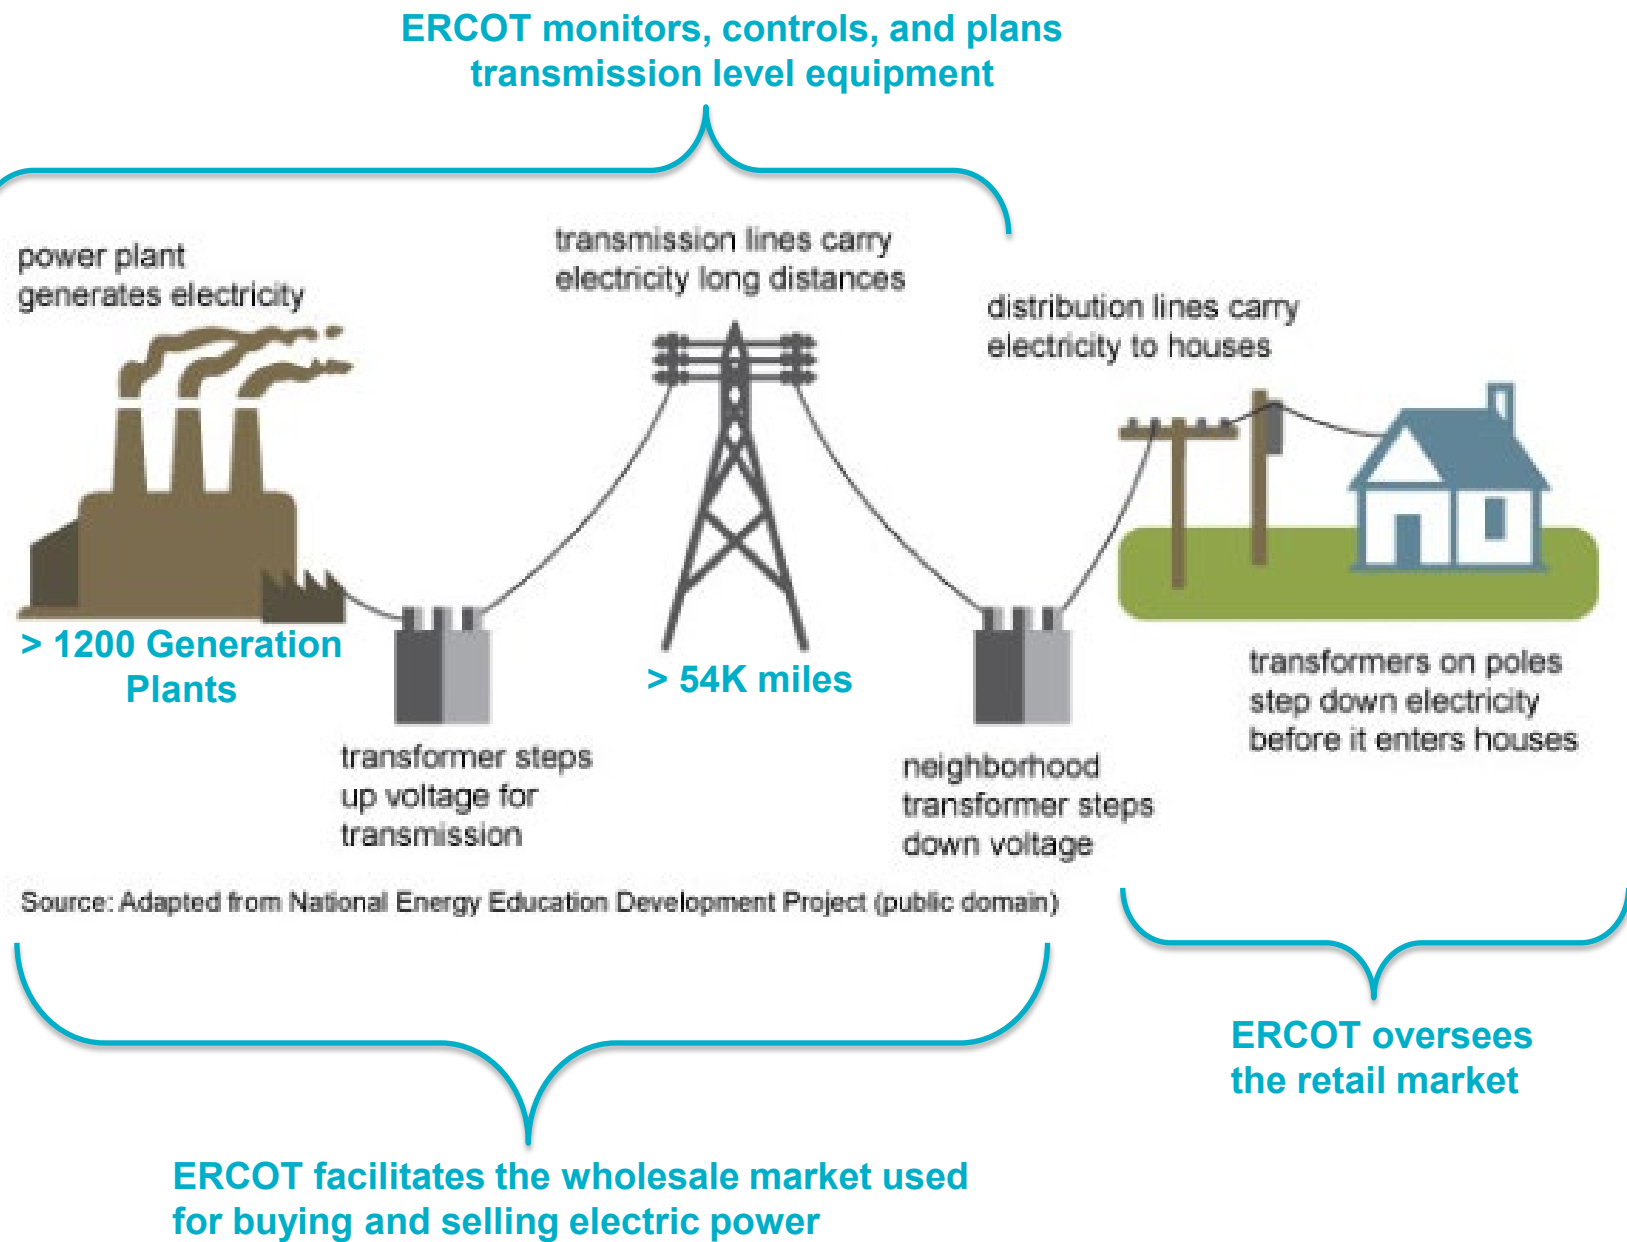 ERCOT monitors, controls, and plans
transmission level equipment
power plant
generates electricity
transmission lines carry
electricity long distances
distribution lines carry
electricity to houses
> 1200 Generation
Plants
> 54K miles
transformers on poles
step down electricity
before it enters houses
transformer steps
up voltage for
transmission
neighborhood
transformer steps
down voltage
Source: Adapted from National Energy Education Development Project (public domain)
ERCOT oversees
the retail market
ERCOT facilitates the wholesale market used
for buying and selling electric power